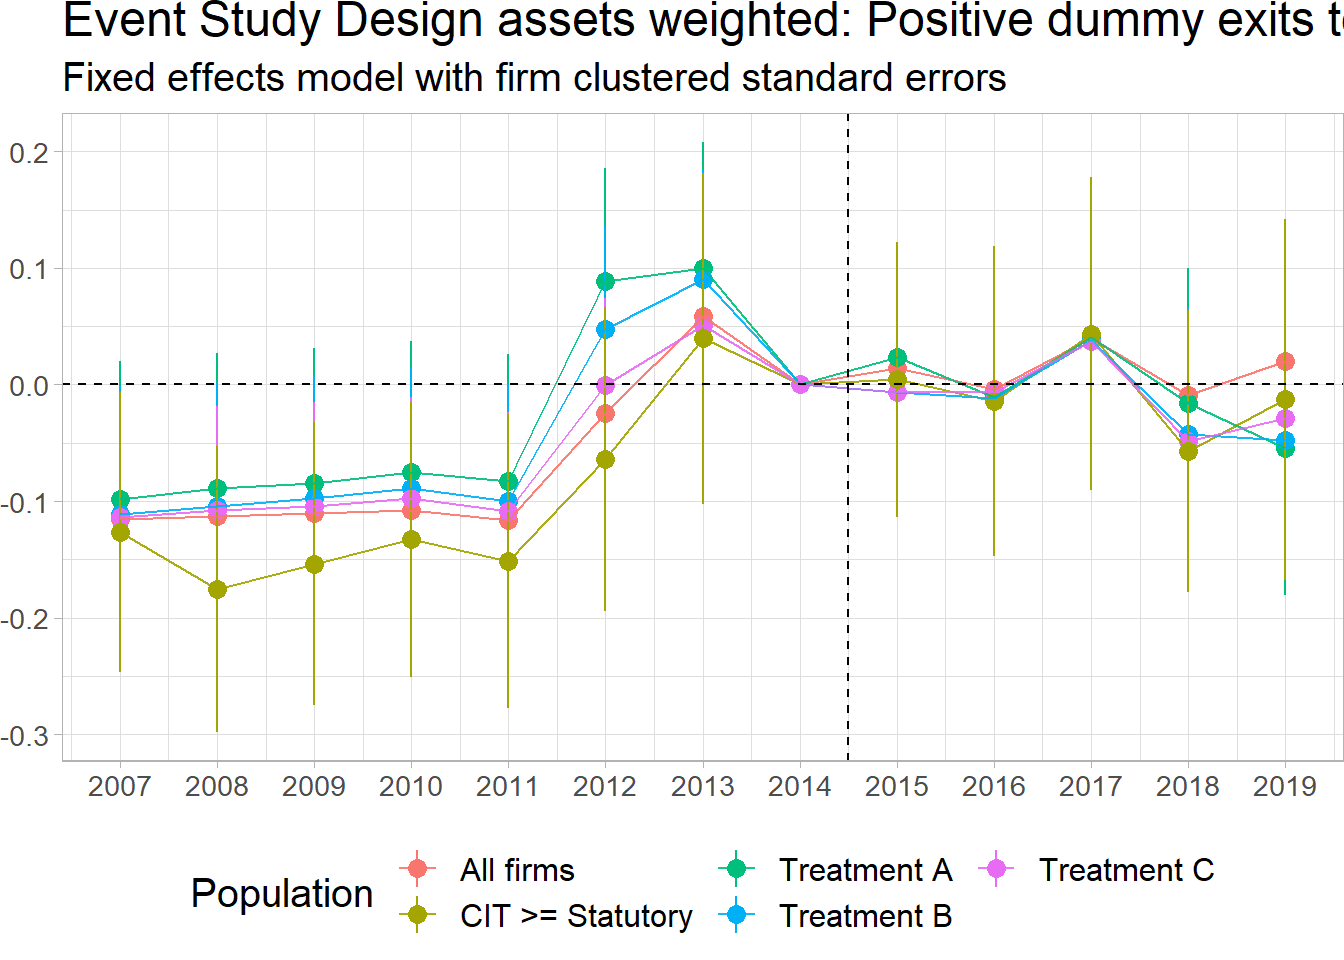 Event Study Design assets weighted: Positive dummy exits
Fixed effects model with firm clustered standard errors
0.2
0.1
0.0
-0.1
-0.2
-0.3
2007 2008 2009 2010 2011 2012 2013 2014 2015 2016 2017 2018 2019
Population
All firms
Treatment A
Treatment C
CIT >= Statutory
Treatment B